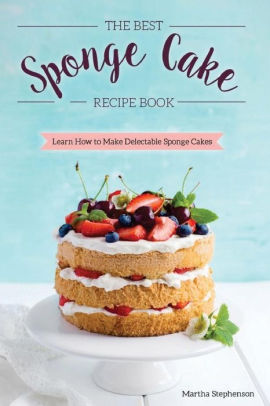 THE BEST
Sponge Cake
RECIPE BOOK
Learn How to Make Delectable Sponge Cakes
Martha Stephenson